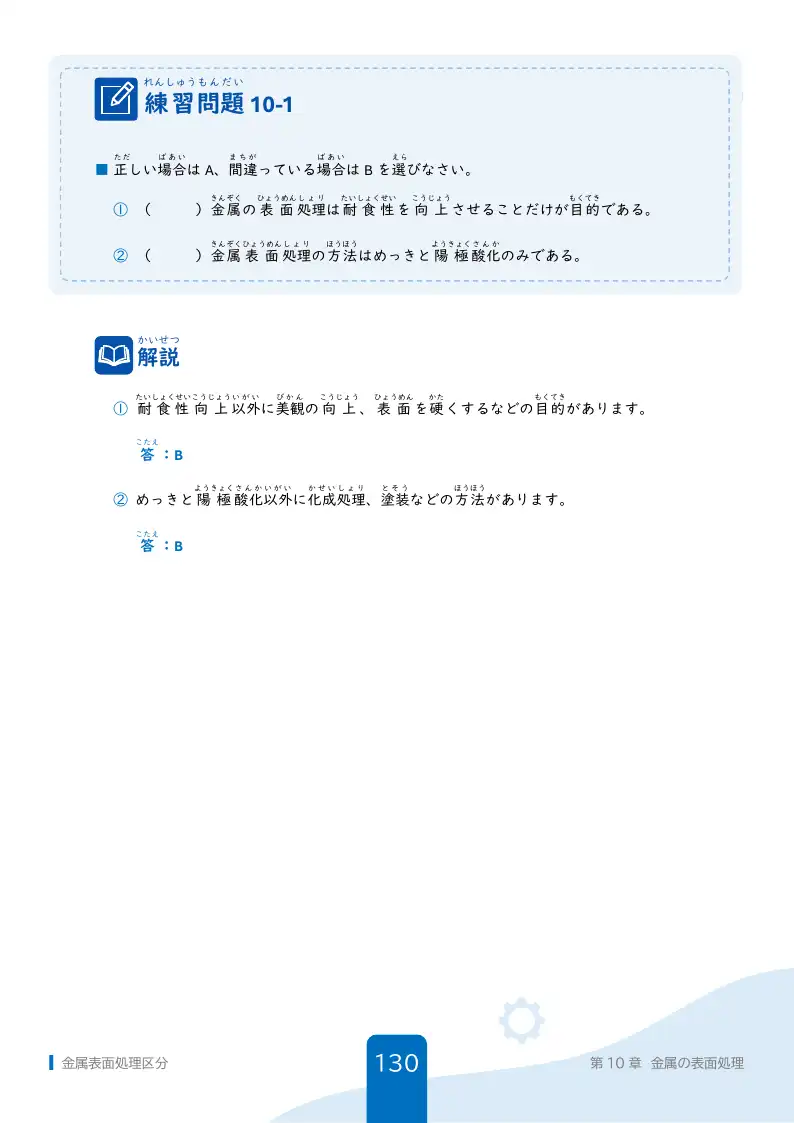 れんしゅうもんだい
練習問題 10-1
ただ ばあい まちが ばあい えら
■ 正しい場合は A、間違っている場合は B を選びなさい。
きんぞく ひょうめんしょり たいしょくせい こうじょう もくてき
① （　　　）金属の表面処理は耐食性を向上させることだけが目的である。
きんぞくひょうめんしょり ほうほう ようきょくさんか
② （　　　）金属表面処理の方法はめっきと陽極酸化のみである。
かいせつ
解説
たいしょくせいこうじょういがい びかん こうじょう ひょうめん かた もくてき
① 耐食性向上以外に美観の向上、表面を硬くするなどの目的があります。
こたえ
答：B
ようきょくさんかいがい かせいしょり とそう ほうほう
② めっきと陽極酸化以外に化成処理、塗装などの方法があります。
こたえ
答：B
金属表面処理区分 130 第 10 章 金属の表面処理